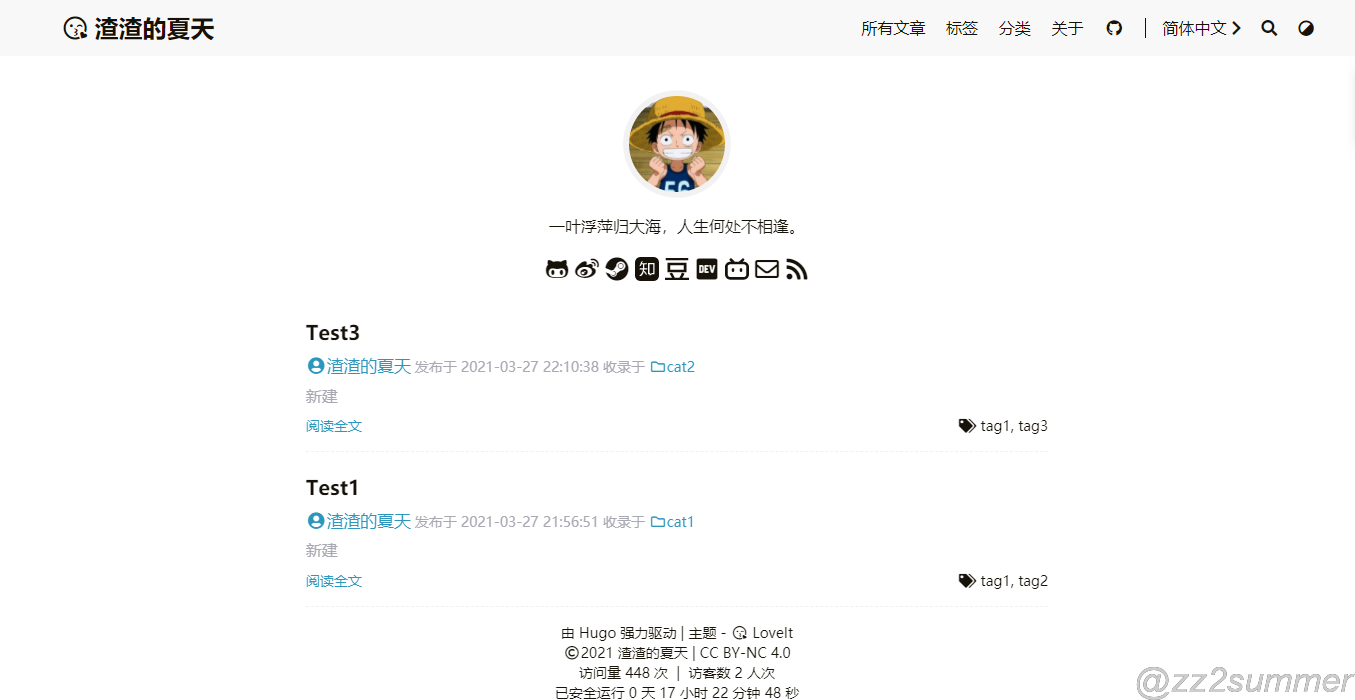 渣渣的夏天 所有文章 标签 分类 关于 简体中文
56
一叶浮萍归大海，人生何处不相逢。
知 豆 DEV
Test3
渣渣的夏天 发布于 2021-03-27 22:10:38 收录于 cat2
新建
阅读全文 tag1, tag3
Test1
渣渣的夏天 发布于 2021-03-27 21:56:51 收录于 cat1
新建
阅读全文 tag1, tag2
由 Hugo 强力驱动 | 主题 - LoveIt
©2021 渣渣的夏天 | CC BY-NC 4.0
访问量 448 次 | 访客数 2 人次
已安全运行 0 天 17 小时 22 分钟 48 秒
@zz2summer